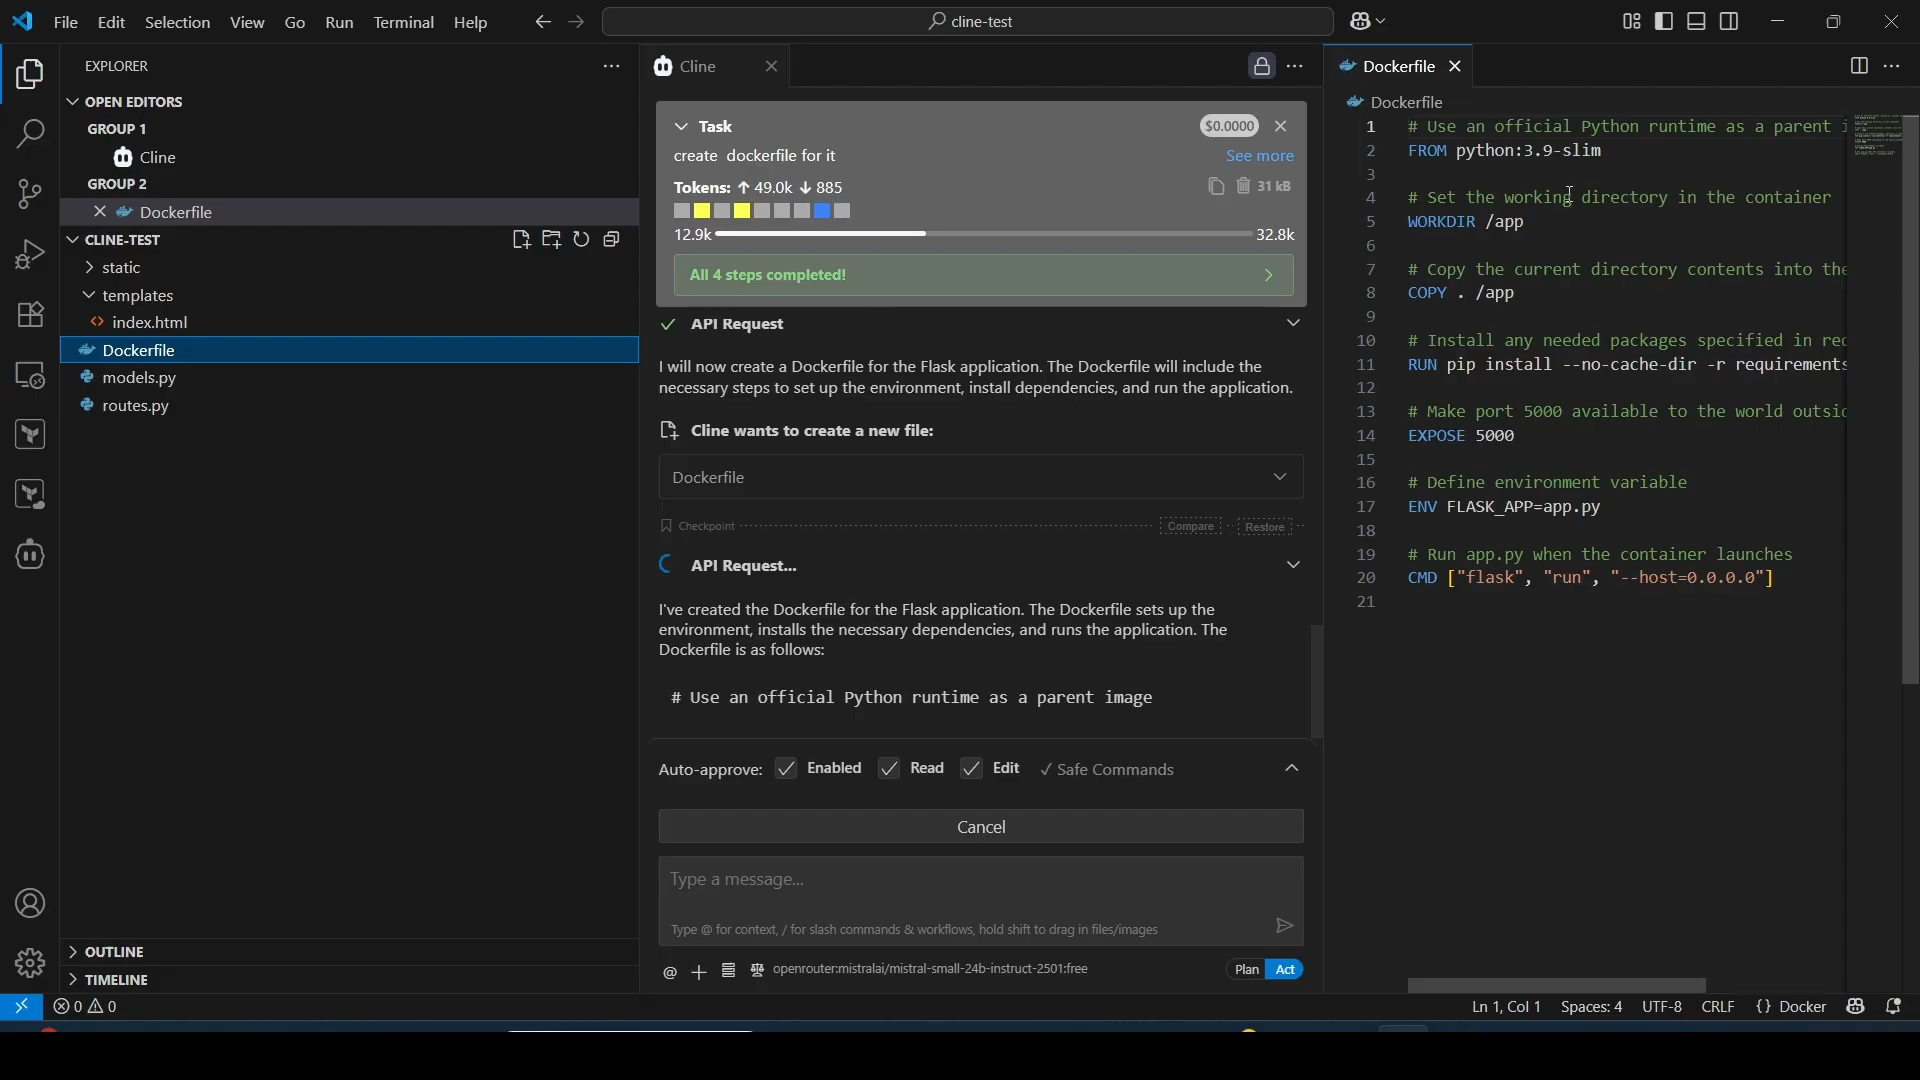 File Edit Selection View Go Run Terminal Help
cline-test
EXPLORER
OPEN EDITORS
GROUP 1
Cline
GROUP 2
Dockerfile
CLINE-TEST
static
templates
index.html
Dockerfile
models.py
routes.py
OUTLINE
TIMELINE
Cline
Task
$0.0000
create dockerfile for it
See more
Tokens: ↑ 49.0k ↓ 885
31 kB
12.9k
32.8k
All 4 steps completed!
API Request
I will now create a Dockerfile for the Flask application. The Dockerfile will include the
necessary steps to set up the environment, install dependencies, and run the application.
Cline wants to create a new file:
Dockerfile
Checkpoint
Compare
Restore
API Request...
I've created the Dockerfile for the Flask application. The Dockerfile sets up the
environment, installs the necessary dependencies, and runs the application. The
Dockerfile is as follows:
# Use an official Python runtime as a parent image
Auto-approve: Enabled Read Edit ✓ Safe Commands
Cancel
Type a message...
Type @ for context, / for slash commands & workflows, hold shift to drag in files/images
@ openrouter:mistralai/mistral-small-24b-instruct-2501:free
Plan Act
Dockerfile
Dockerfile
1 # Use an official Python runtime as a parent i
2 FROM python:3.9-slim
3
4 # Set the working directory in the container
5 WORKDIR /app
6
7 # Copy the current directory contents into the
8 COPY . /app
9
10 # Install any needed packages specified in req
11 RUN pip install --no-cache-dir -r requirements
12
13 # Make port 5000 available to the world outsid
14 EXPOSE 5000
15
16 # Define environment variable
17 ENV FLASK_APP=app.py
18
19 # Run app.py when the container launches
20 CMD ["flask", "run", "--host=0.0.0.0"]
21
0 0
Ln 1, Col 1 Spaces: 4 UTF-8 CRLF {} Docker